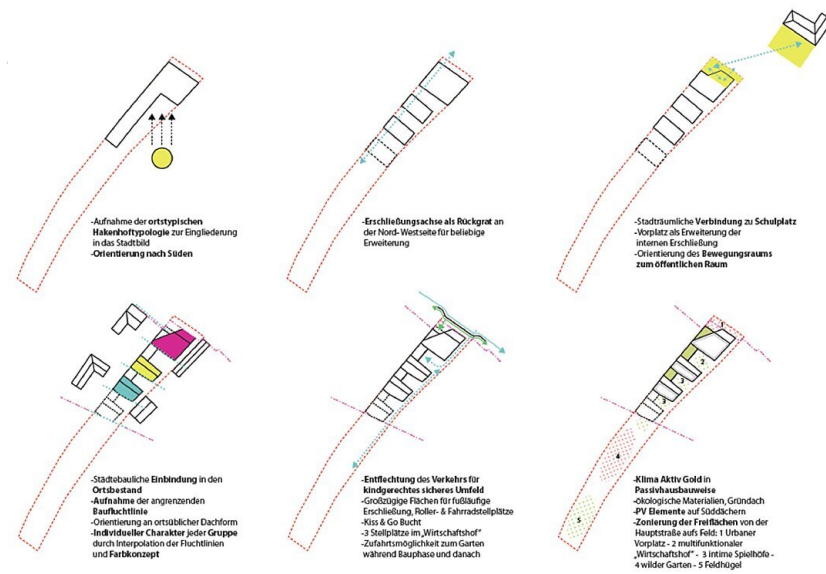 -Aufnahme der ortstypischen
Hakenhoftypologie zur Eingliederung
in das Stadtbild
-Orientierung nach Süden
-Erschließungsachse als Rückgrat an
der Nord- Westseite für beliebige
Erweiterung
-Stadträumliche Verbindung zu Schulplatz
-Vorplatz als Erweiterung der
internen Erschließung
-Orientierung des Bewegungsraums
zum öffentlichen Raum
-Städtebauliche Einbindung in den
Ortsbestand
-Aufnahme der angrenzenden
Baufluchtlinie
-Orientierung an ortsüblicher Dachform
-Individueller Charakter jeder Gruppe
durch Interpolation der Fluchtlinien
und Farbkonzept
-Entflechtung des Verkehrs für
kindgerechtes sicheres Umfeld
-Großzügige Flächen für fußläufige
Erschließung, Roller- & Fahrradstellplätze
-Kiss & Go Bucht
-3 Stellplätze im „Wirtschaftshof"
-Zufahrtsmöglichkeit zum Garten
während Bauphase und danach
1
2
3
3
4
5
-Klima Aktiv Gold in
Passivhausbauweise
-ökologische Materialien, Gründach
-PV Elemente auf Süddächern
-Zonierung der Freiflächen von der
Hauptstraße aufs Feld: 1 Urbaner
Vorplatz - 2 multifunktionaler
„Wirtschaftshof" - 3 intime Spielhöfe -
4 wilder Garten - 5 Feldhügel